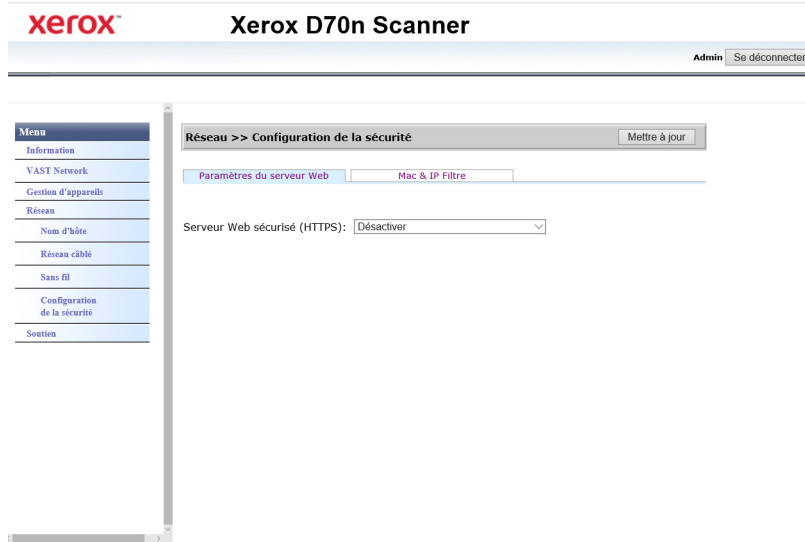 xerox™
Xerox D70n Scanner
Admin Se déconnecter
Menu
Information
VAST Network
Gestion d'appareils
Réseau
Nom d'hôte
Réseau câblé
Sans fil
Configuration
de la sécurité
Soutien
Réseau >> Configuration de la sécurité
Mettre à jour
Paramètres du serveur Web
Mac & IP Filtre
Serveur Web sécurisé (HTTPS): Désactiver